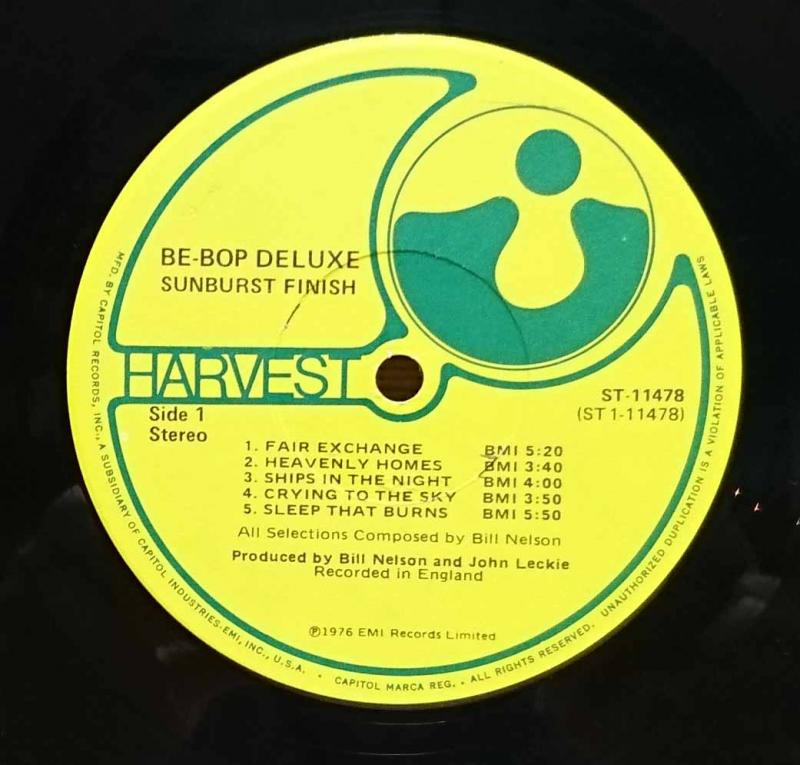 BE-BOP DELUXE
SUNBURST FINISH
HARVEST
Side 1
Stereo
ST-11478
(ST 1-11478)
1. FAIR EXCHANGE BMI 5:20
2. HEAVENLY HOMES BMI 3:40
3. SHIPS IN THE NIGHT BMI 4:00
4. CRYING TO THE SKY BMI 3:50
5. SLEEP THAT BURNS BMI 5:50
All Selections Composed by Bill Nelson
Produced by Bill Nelson and John Leckie
Recorded in England
℗1976 EMI Records Limited
MFD. BY CAPITOL RECORDS, INC., A SUBSIDIARY OF CAPITOL INDUSTRIES-EMI, INC., U.S.A. • CAPITOL MARCA REG. • ALL RIGHTS RESERVED. UNAUTHORIZED DUPLICATION IS A VIOLATION OF APPLICABLE LAWS